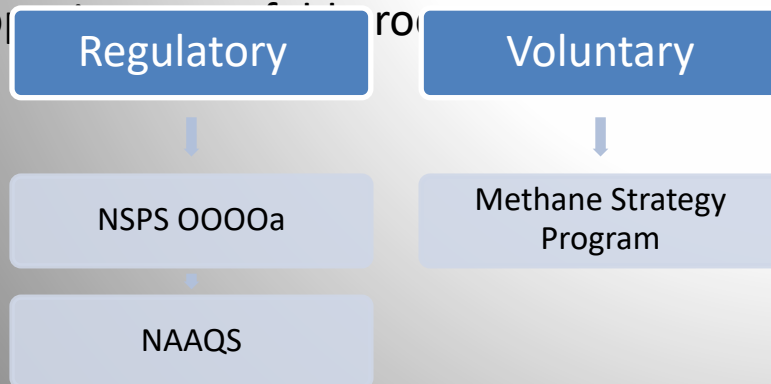 Regulatory
Voluntary
NSPS OOOOa
Methane Strategy
Program
NAAQS